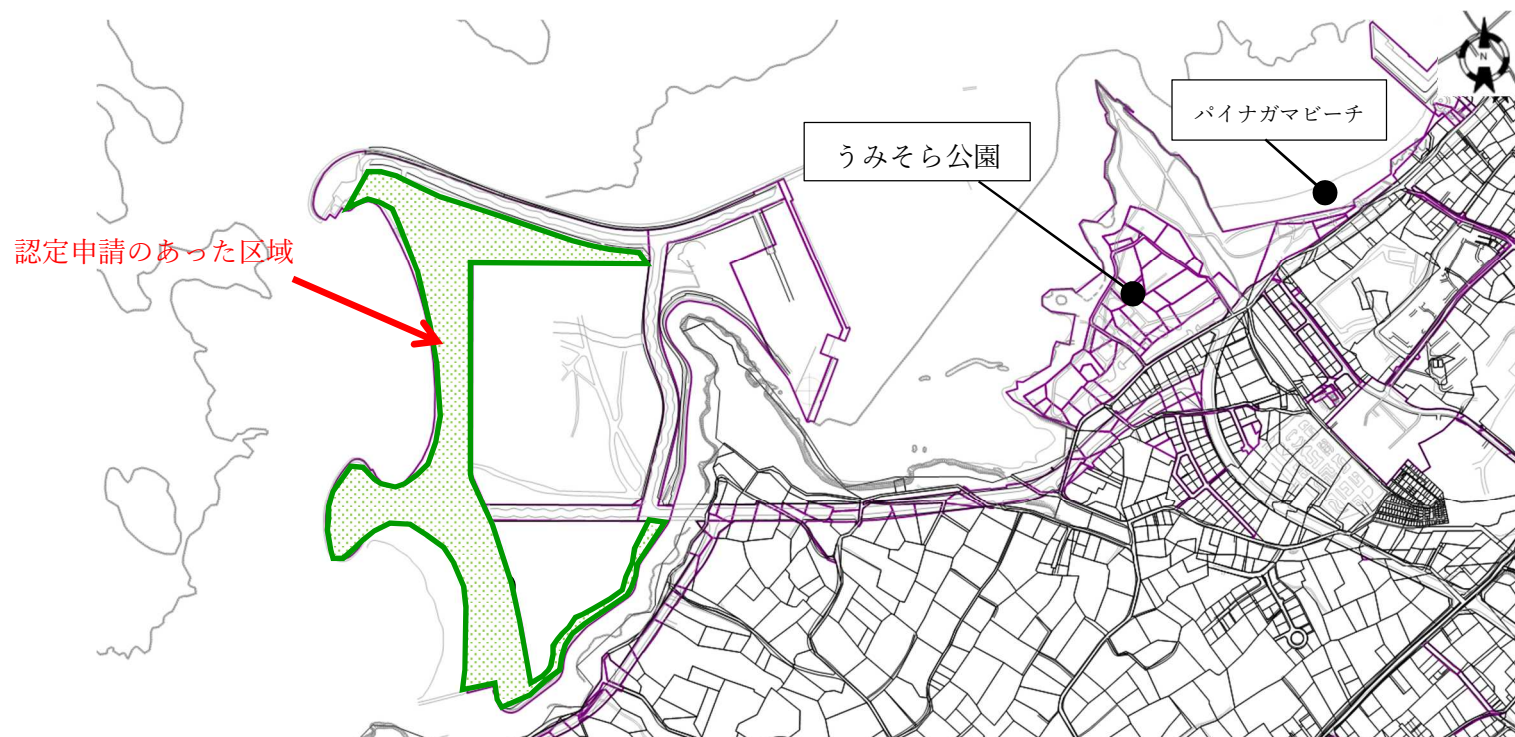 N
パイナガマビーチ
うみそら公園
認定申請のあった区域